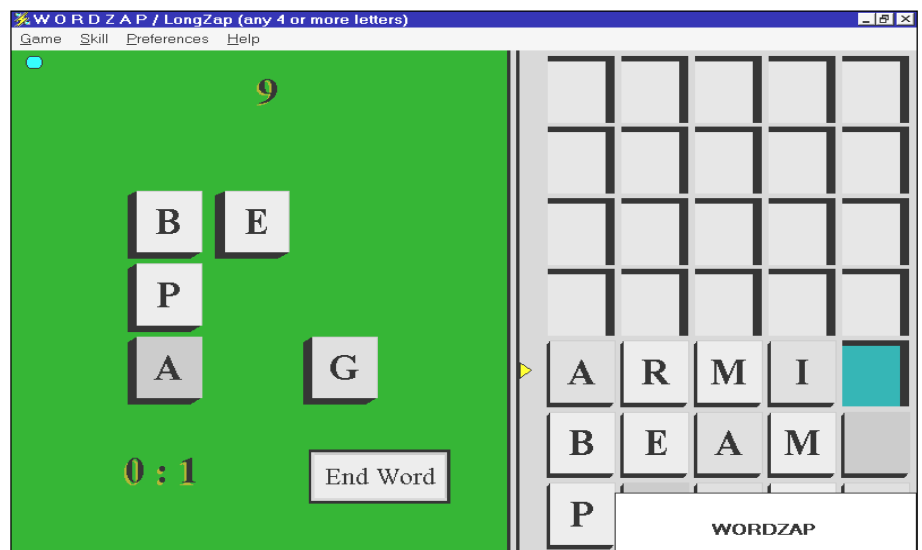 WORDZAP / LongZap (any 4 or more letters)
Game Skill Preferences Help
9
B E
P
A G
0 : 1
End Word
A R M I
B E A M
P
WORDZAP